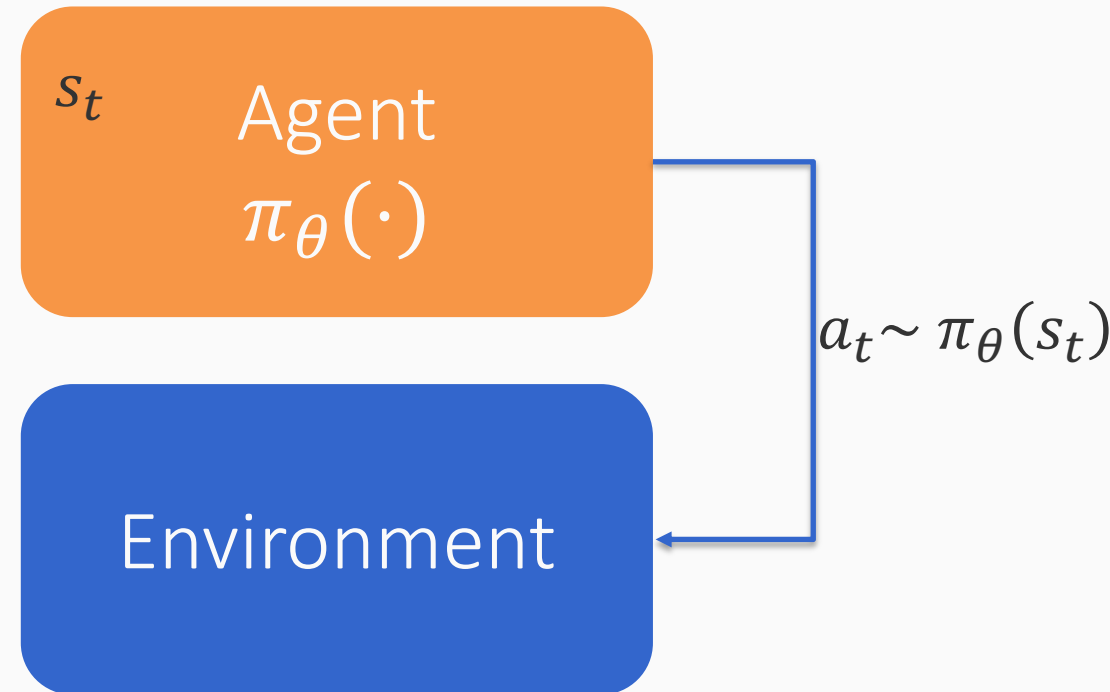 s_t
Agent
π_θ(·)
a_t ~ π_θ(s_t)
Environment